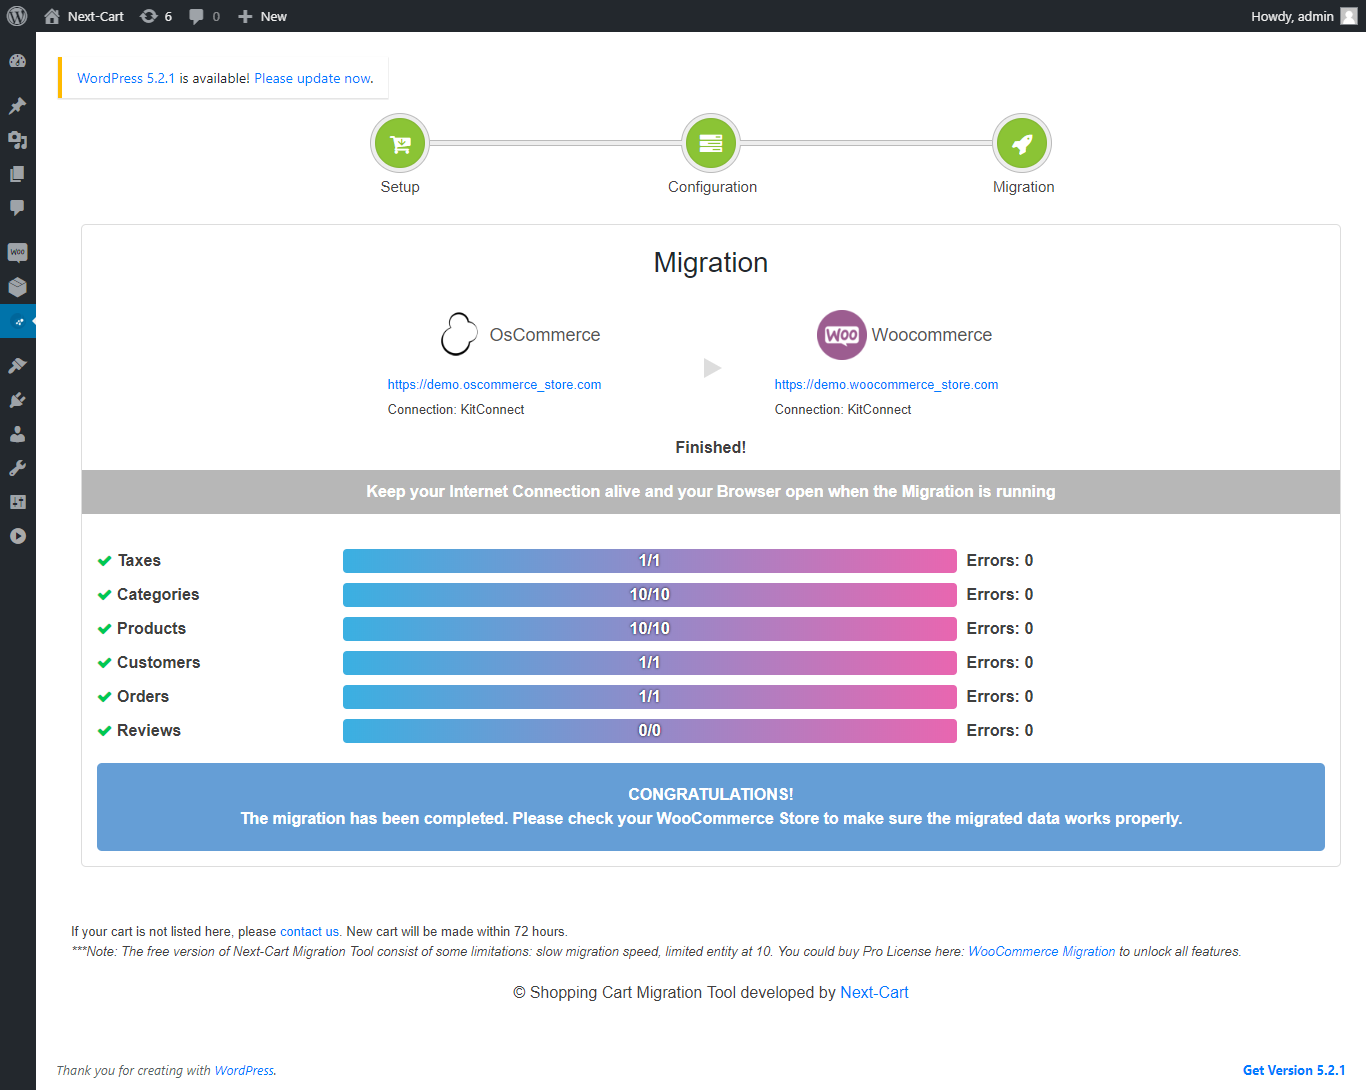 Next-Cart 6 0 New Howdy, admin
WordPress 5.2.1 is available! Please update now.
Setup Configuration Migration
Migration
OsCommerce
https://demo.oscommerce_store.com
Connection: KitConnect
WOO Woocommerce
https://demo.woocommerce_store.com
Connection: KitConnect
Finished!
Keep your Internet Connection alive and your Browser open when the Migration is running
Taxes 1/1 Errors: 0
Categories 10/10 Errors: 0
Products 10/10 Errors: 0
Customers 1/1 Errors: 0
Orders 1/1 Errors: 0
Reviews 0/0 Errors: 0
CONGRATULATIONS!
The migration has been completed. Please check your WooCommerce Store to make sure the migrated data works properly.
If your cart is not listed here, please contact us. New cart will be made within 72 hours.
***Note: The free version of Next-Cart Migration Tool consist of some limitations: slow migration speed, limited entity at 10. You could buy Pro License here: WooCommerce Migration to unlock all features.
© Shopping Cart Migration Tool developed by Next-Cart
Thank you for creating with WordPress.
Get Version 5.2.1